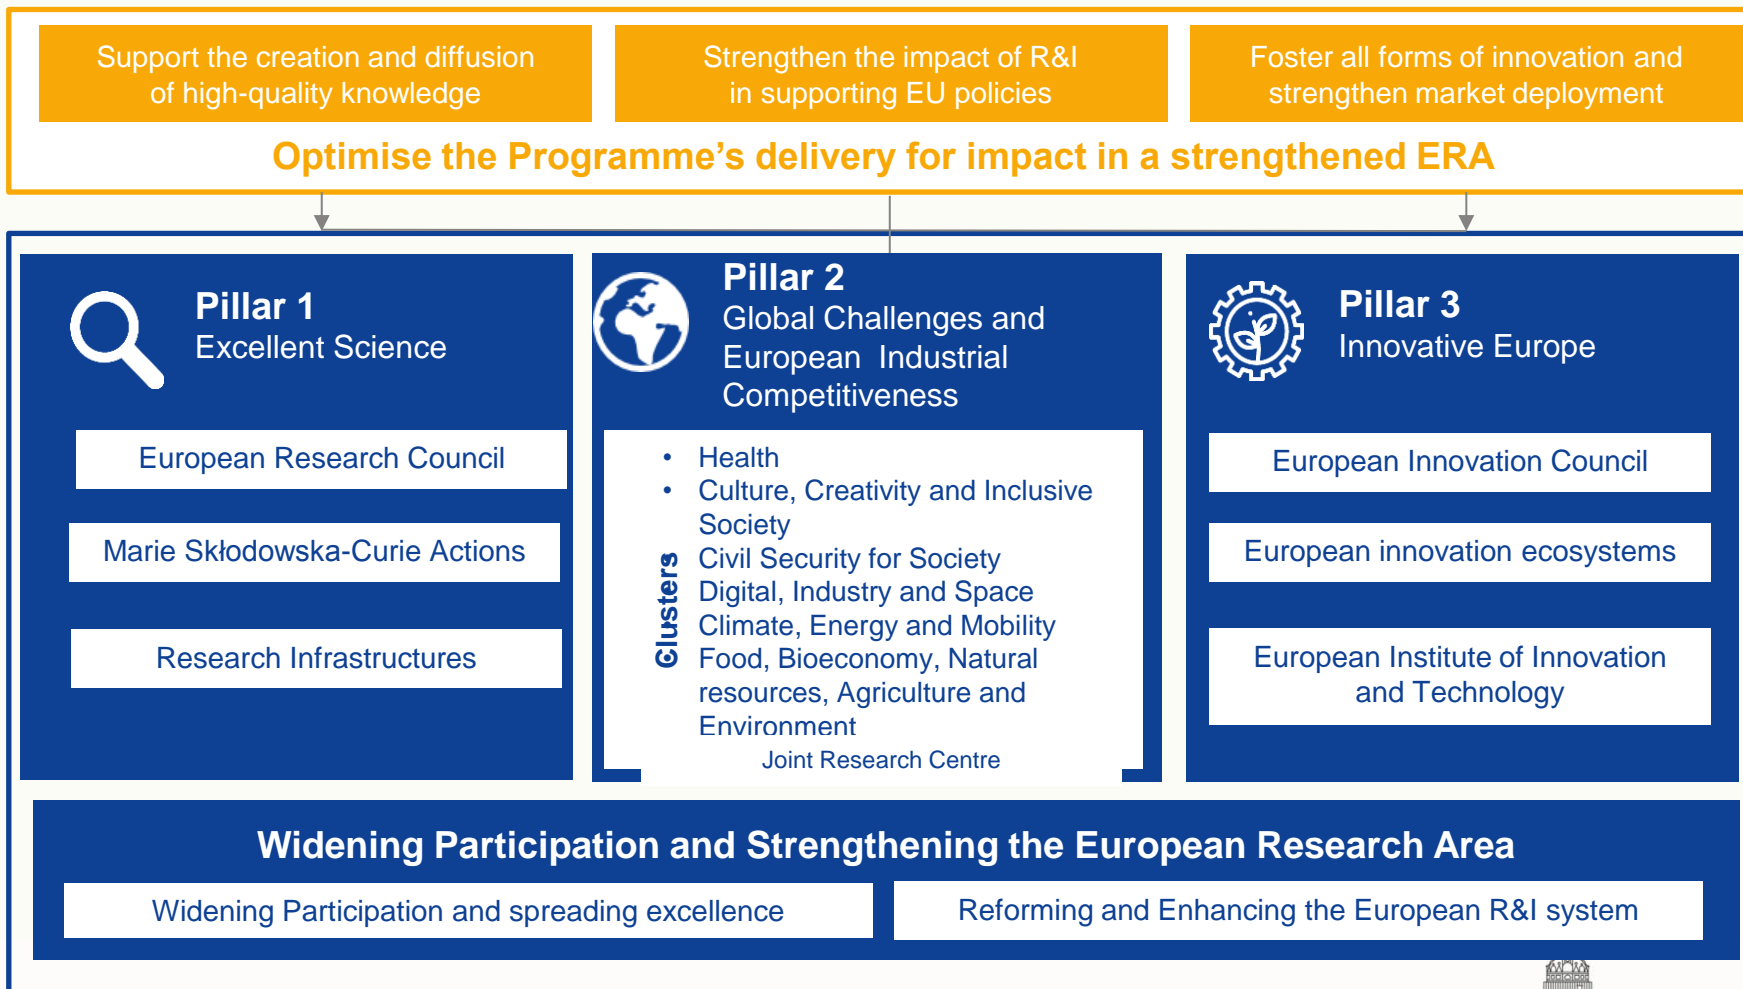 Support the creation and diffusion
of high-quality knowledge
Strengthen the impact of R&I
in supporting EU policies
Foster all forms of innovation and
strengthen market deployment
Optimise the Programme’s delivery for impact in a strengthened ERA
Pillar 1
Excellent Science
European Research Council
Marie Skłodowska-Curie Actions
Research Infrastructures
Pillar 2
Global Challenges and
European Industrial
Competitiveness
Clusters
• Health
• Culture, Creativity and Inclusive
Society
Civil Security for Society
Digital, Industry and Space
Climate, Energy and Mobility
Food, Bioeconomy, Natural
resources, Agriculture and
Environment
Joint Research Centre
Pillar 3
Innovative Europe
European Innovation Council
European innovation ecosystems
European Institute of Innovation
and Technology
Widening Participation and Strengthening the European Research Area
Widening Participation and spreading excellence
Reforming and Enhancing the European R&I system